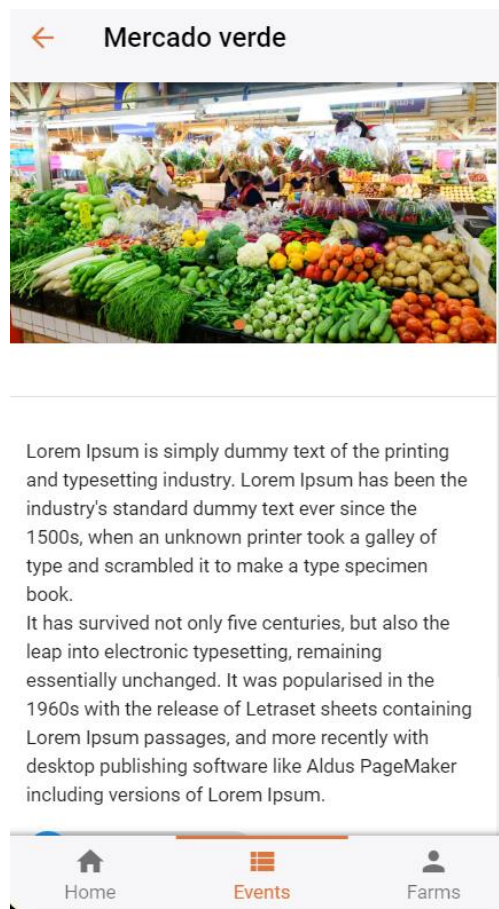 Mercado verde
Lorem Ipsum is simply dummy text of the printing
and typesetting industry. Lorem Ipsum has been the
industry's standard dummy text ever since the
1500s, when an unknown printer took a galley of
type and scrambled it to make a type specimen
book.
It has survived not only five centuries, but also the
leap into electronic typesetting, remaining
essentially unchanged. It was popularised in the
1960s with the release of Letraset sheets containing
Lorem Ipsum passages, and more recently with
desktop publishing software like Aldus PageMaker
including versions of Lorem Ipsum.
Home Events Farms